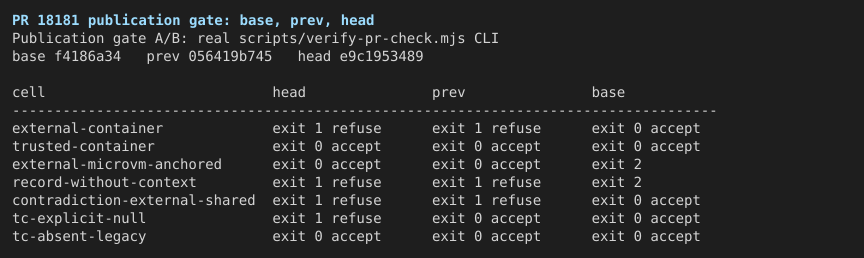 PR 18181 publication gate: base, prev, head
Publication gate A/B: real scripts/verify-pr-check.mjs CLI
base f4186a34   prev 056419b745   head e9c1953489
cell                            head               prev               base
--------------------------------------------------------------------------------------
external-container              exit 1 refuse      exit 1 refuse      exit 0 accept
trusted-container               exit 0 accept      exit 0 accept      exit 0 accept
external-microvm-anchored       exit 0 accept      exit 0 accept      exit 2
record-without-context          exit 1 refuse      exit 1 refuse      exit 2
contradiction-external-shared   exit 1 refuse      exit 1 refuse      exit 0 accept
tc-explicit-null                exit 1 refuse      exit 0 accept      exit 0 accept
tc-absent-legacy                exit 0 accept      exit 0 accept      exit 0 accept